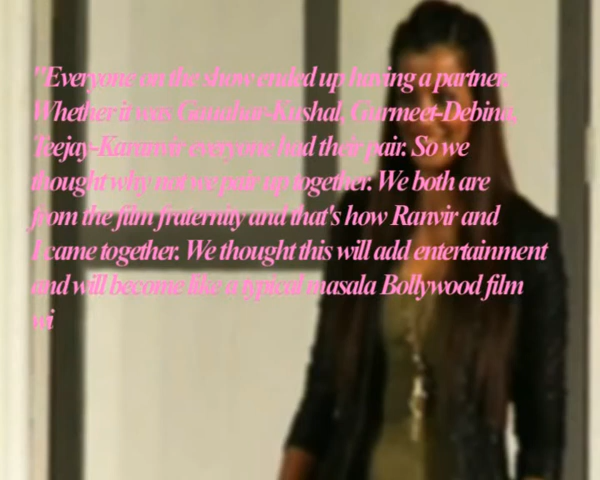 "Everyone on the show ended up having a partner.
Whether it was Gauahar-Kushal, Gurmeet-Debina,
Teejay-Karanvir everyone had their pair. So we
thought why not we pair up together. We both are
from the film fraternity and that's how Ranvir and
I came together. We thought this will add entertainment
and will become like a typical masala Bollywood film
wi